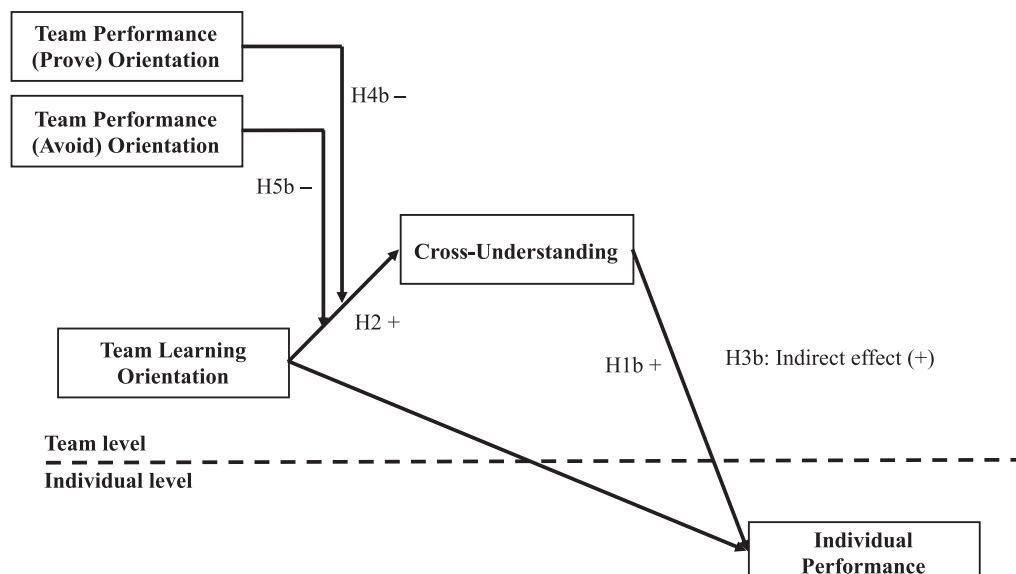 Team Performance
(Prove) Orientation
H4b –
Team Performance
(Avoid) Orientation
H5b –
Cross-Understanding
H2 +
Team Learning
Orientation
H1b +
H3b: Indirect effect (+)
Team level
Individual level
Individual
Performance